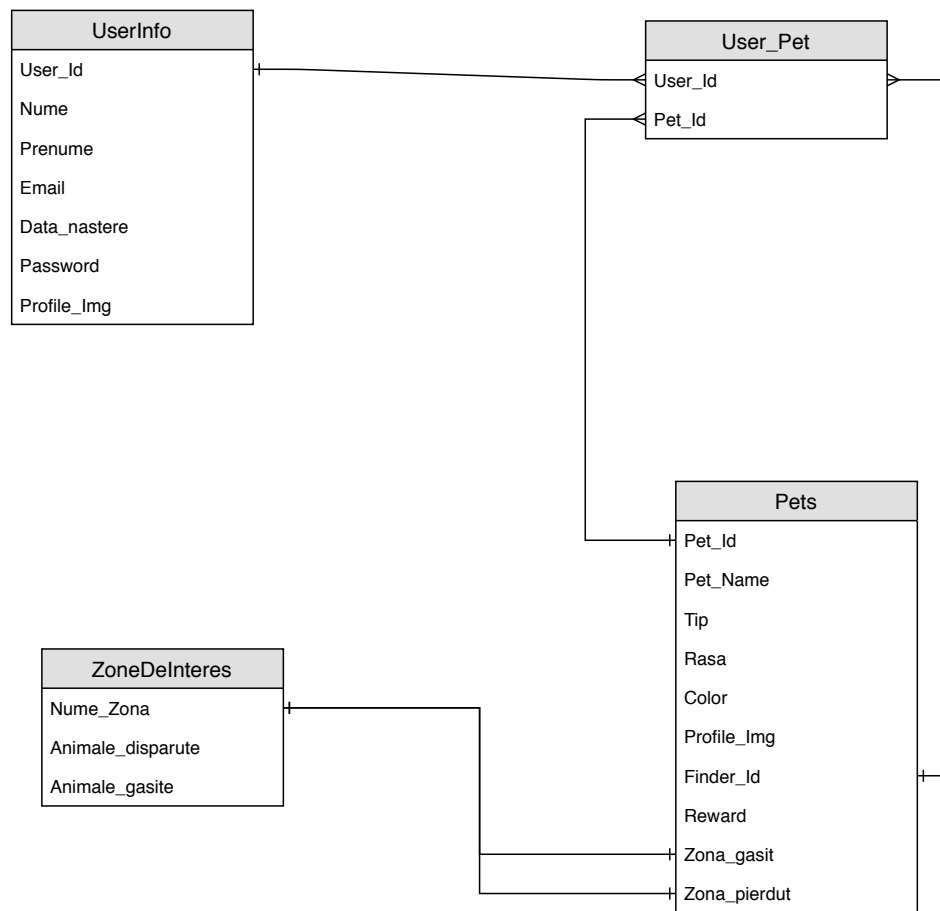 UserInfo
User_Id
Nume
Prenume
Email
Data_nastere
Password
Profile_Img
User_Pet
User_Id
Pet_Id
Pets
Pet_Id
Pet_Name
Tip
Rasa
Color
Profile_Img
Finder_Id
Reward
Zona_gasit
Zona_pierdut
ZoneDeInteres
Nume_Zona
Animale_disparute
Animale_gasite